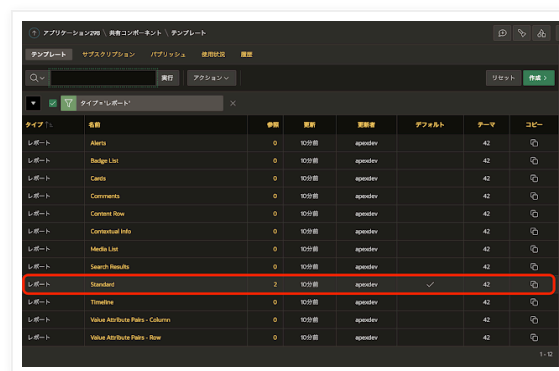 アプリケーション298 \ 共有コンポーネント \ テンプレート
テンプレート サブスクリプション パブリッシュ 使用状況 履歴
実行 アクション リセット 作成
タイプ = 'レポート'
タイプ 名前 参照 更新 更新者 デフォルト テーマ コピー
レポート Alerts 0 10分前 apexdev 42
レポート Badge List 0 10分前 apexdev 42
レポート Cards 0 10分前 apexdev 42
レポート Comments 0 10分前 apexdev 42
レポート Content Row 0 10分前 apexdev 42
レポート Contextual Info 0 10分前 apexdev 42
レポート Media List 0 10分前 apexdev 42
レポート Search Results 0 10分前 apexdev 42
レポート Standard 2 10分前 apexdev 42
レポート Timeline 0 10分前 apexdev 42
レポート Value Attribute Pairs - Column 0 10分前 apexdev 42
レポート Value Attribute Pairs - Row 0 10分前 apexdev 42
1 - 12